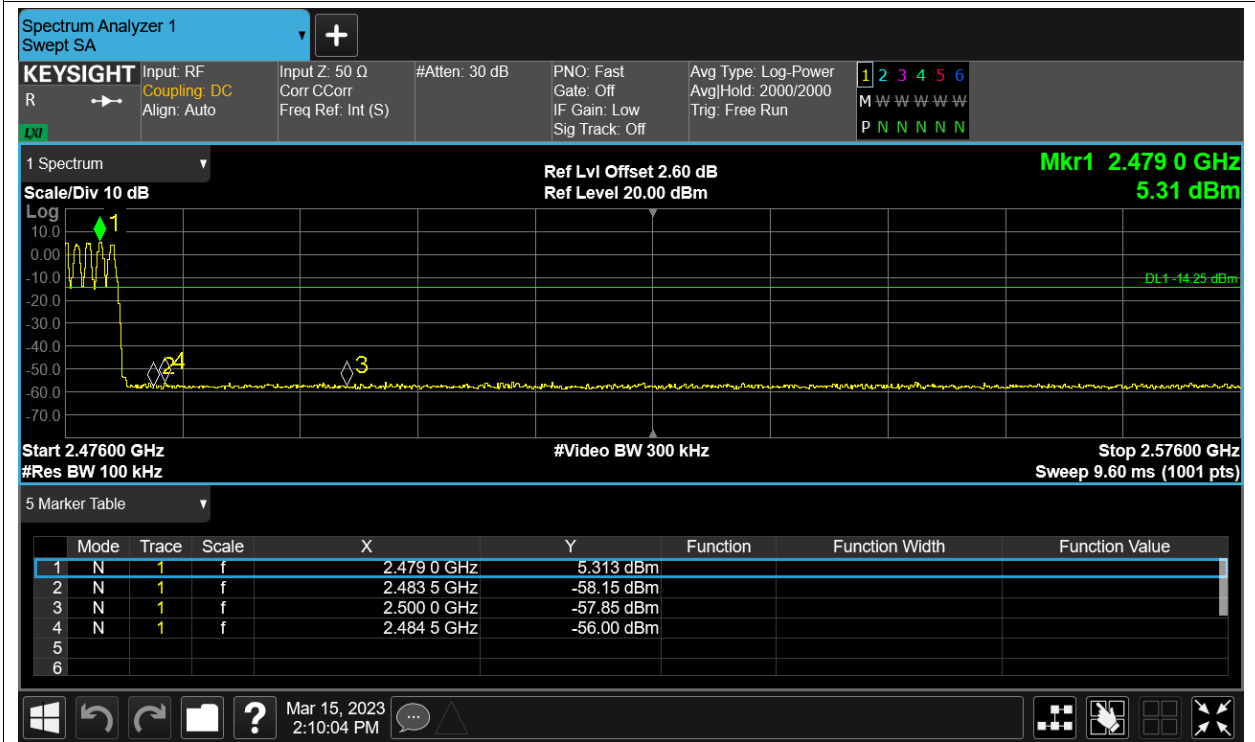 Spectrum Analyzer 1
Swept SA
+
KEYSIGHT
R
LXI
Input: RF
Coupling: DC
Align: Auto
Input Z: 50 Ω
Corr CCorr
Freq Ref: Int (S)
#Atten: 30 dB
PNO: Fast
Gate: Off
IF Gain: Low
Sig Track: Off
Avg Type: Log-Power
Avg|Hold: 2000/2000
Trig: Free Run
1 2 3 4 5 6
M W W W W W
P N N N N N
1 Spectrum
Scale/Div 10 dB
Ref Lvl Offset 2.60 dB
Ref Level 20.00 dBm
Mkr1 2.479 0 GHz
5.31 dBm
Log
10.0
0.00
-10.0
-20.0
-30.0
-40.0
-50.0
-60.0
-70.0
1
24
3
DL1 -14.25 dBm
Start 2.47600 GHz
#Res BW 100 kHz
#Video BW 300 kHz
Stop 2.57600 GHz
Sweep 9.60 ms (1001 pts)
5 Marker Table
Mode Trace Scale X Y Function Function Width Function Value
1 N 1 f 2.479 0 GHz 5.313 dBm
2 N 1 f 2.483 5 GHz -58.15 dBm
3 N 1 f 2.500 0 GHz -57.85 dBm
4 N 1 f 2.484 5 GHz -56.00 dBm
5
6
?
Mar 15, 2023
2:10:04 PM